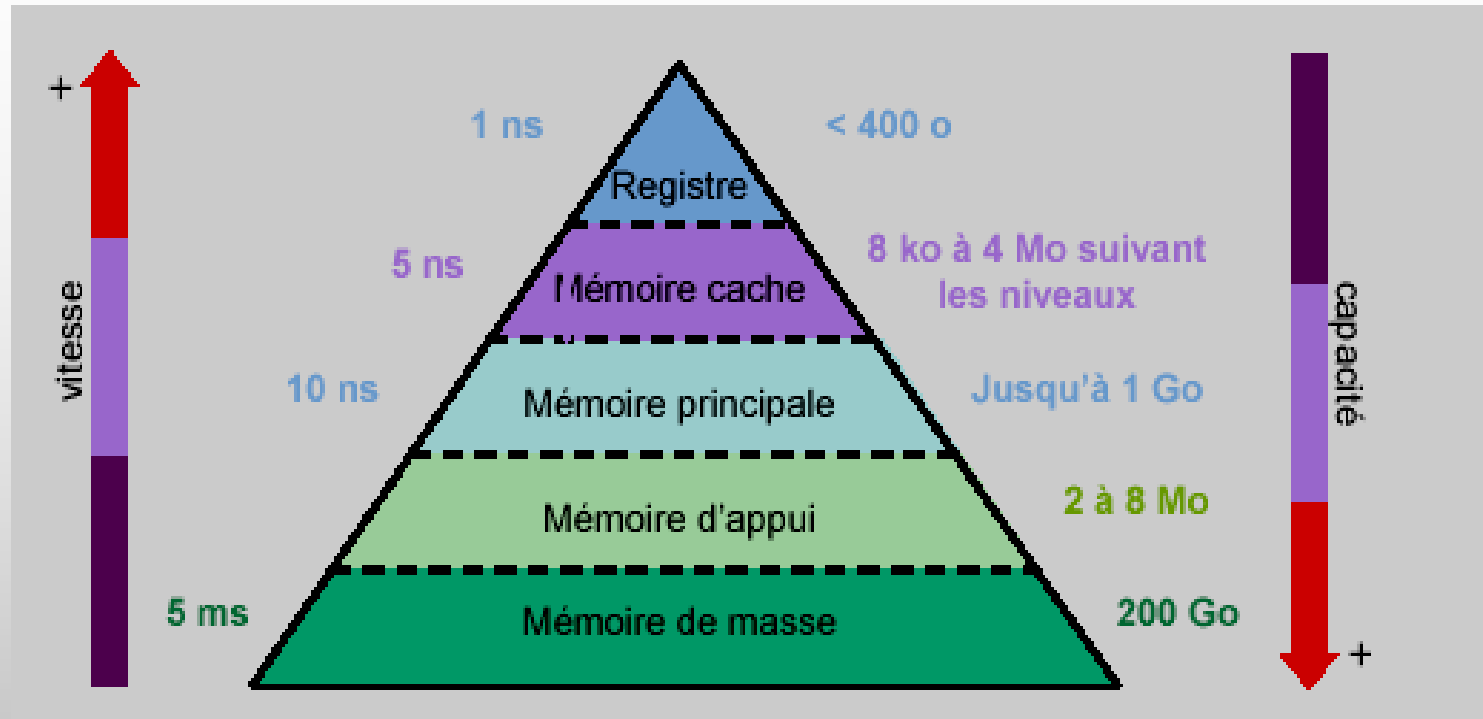 +
1 ns
< 400 o
Registre
5 ns
8 ko à 4 Mo suivant
les niveaux
Mémoire cache
vitesse
capacité
10 ns
Jusqu'à 1 Go
Mémoire principale
2 à 8 Mo
Mémoire d'appui
5 ms
200 Go
Mémoire de masse
+